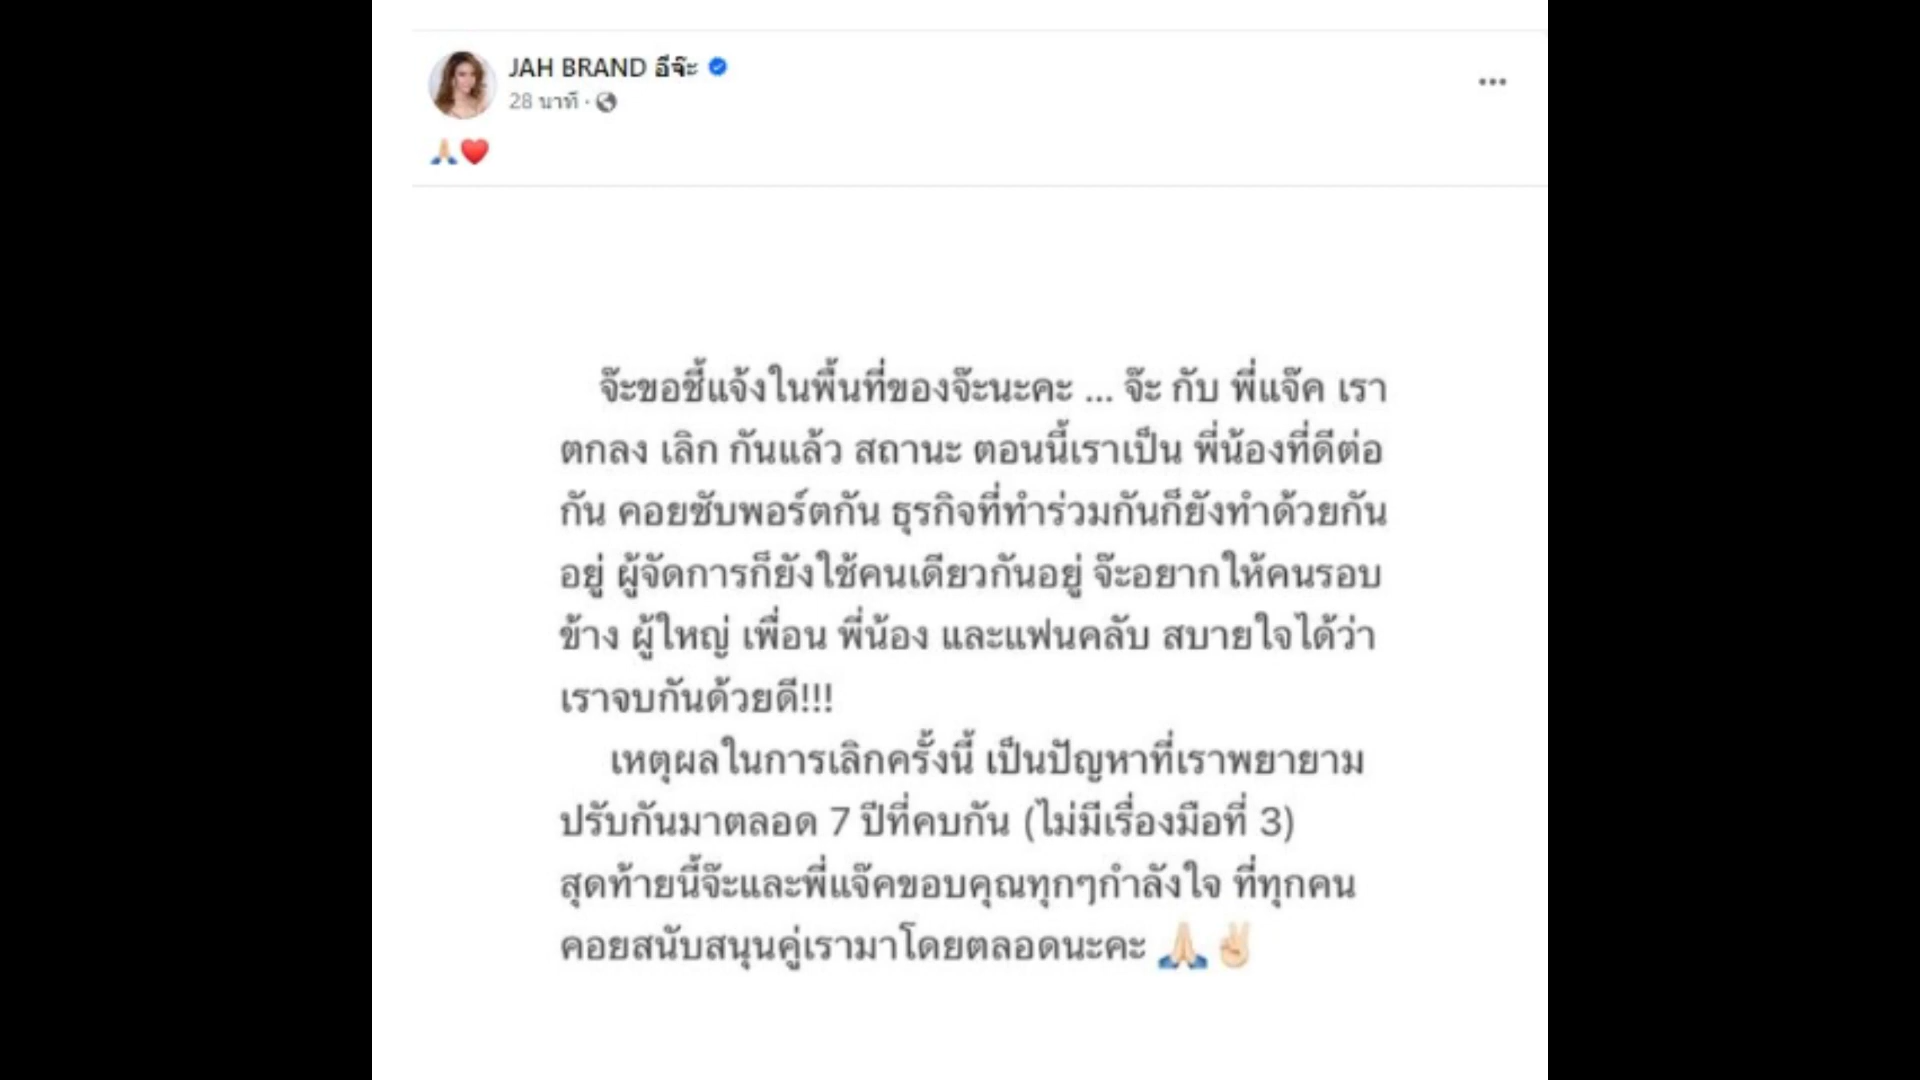 JAH BRAND อีจ๊ะ
28 นาที ·
🙏🏻❤️
จ๊ะขอชี้แจ้งในพื้นที่ของจ๊ะนะคะ ... จ๊ะ กับ พี่แจ๊ค เรา
ตกลง เลิก กันแล้ว สถานะ ตอนนี้เราเป็น พี่น้องที่ดีต่อ
กัน คอยซับพอร์ตกัน ธุรกิจที่ทำร่วมกันก็ยังทำด้วยกัน
อยู่ ผู้จัดการก็ยังใช้คนเดียวกันอยู่ จ๊ะอยากให้คนรอบ
ข้าง ผู้ใหญ่ เพื่อน พี่น้อง และแฟนคลับ สบายใจได้ว่า
เราจบกันด้วยดี!!!
เหตุผลในการเลิกครั้งนี้ เป็นปัญหาที่เราพยายาม
ปรับกันมาตลอด 7 ปีที่คบกัน (ไม่มีเรื่องมือที่ 3)
สุดท้ายนี้จ๊ะและพี่แจ๊คขอบคุณทุกๆกำลังใจ ที่ทุกคน
คอยสนับสนุนคู่เรามาโดยตลอดนะคะ 🙏🏻✌🏻